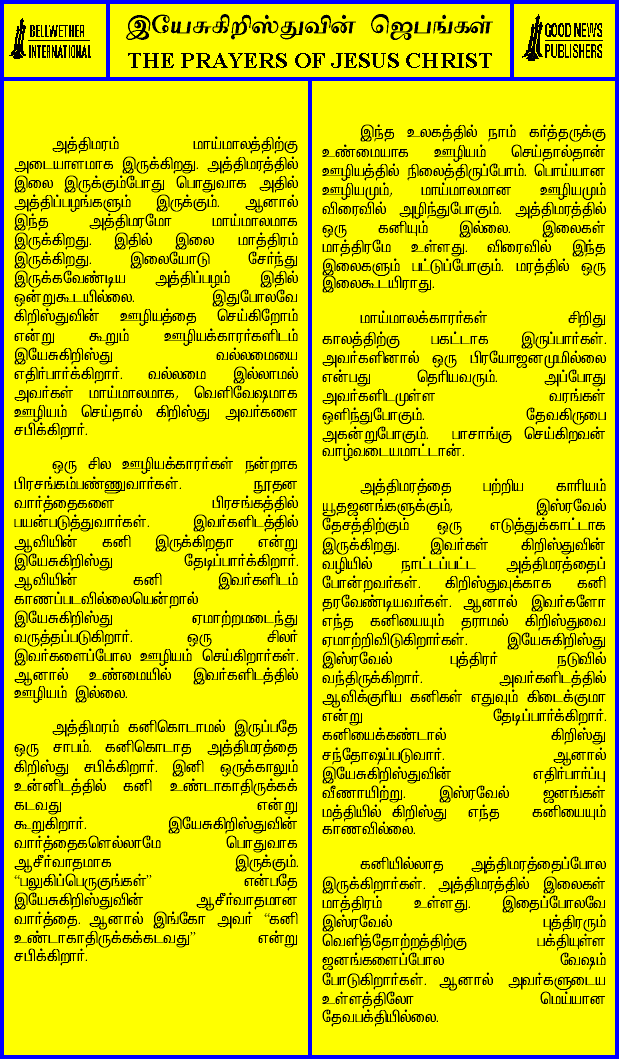 BELLWETHER
INTERNATIONAL
இயேசுகிறிஸ்துவின் ஜெபங்கள்
THE PRAYERS OF JESUS CHRIST
GOOD NEWS
PUBLISHERS
அத்திமரம் மாய்மாலத்திற்கு
அடையாளமாக இருக்கிறது. அத்திமரத்தில்
இலை இருக்கும்போது பொதுவாக அதில்
அத்திப்பழங்களும் இருக்கும். ஆனால்
இந்த அத்திமரமோ மாய்மாலமாக
இருக்கிறது. இதில் இலை மாத்திரம்
இருக்கிறது. இலையோடு சேர்ந்து
இருக்கவேண்டிய அத்திப்பழம் இதில்
ஒன்றுகூடயில்லை. இதுபோலவே
கிறிஸ்துவின் ஊழியத்தை செய்கிறோம்
என்று கூறும் ஊழியக்காரர்களிடம்
இயேசுகிறிஸ்து வல்லமையை
எதிர்பார்க்கிறார். வல்லமை இல்லாமல்
அவர்கள் மாய்மாலமாக, வெளிவேஷமாக
ஊழியம் செய்தால் கிறிஸ்து அவர்களை
சபிக்கிறார்.
ஒரு சில ஊழியக்காரர்கள் நன்றாக
பிரசங்கம்பண்ணுவார்கள். நூதன
வார்த்தைகளை பிரசங்கத்தில்
பயன்படுத்துவார்கள். இவர்களிடத்தில்
ஆவியின் கனி இருக்கிறதா என்று
இயேசுகிறிஸ்து தேடிப்பார்க்கிறார்.
ஆவியின் கனி இவர்களிடம்
காணப்படவில்லையென்றால்
இயேசுகிறிஸ்து ஏமாற்றமடைந்து
வருத்தப்படுகிறார். ஒரு சிலர்
இவர்களைப்போல ஊழியம் செய்கிறார்கள்.
ஆனால் உண்மையில் இவர்களிடத்தில்
ஊழியம் இல்லை.
அத்திமரம் கனிகொடாமல் இருப்பதே
ஒரு சாபம். கனிகொடாத அத்திமரத்தை
கிறிஸ்து சபிக்கிறார். இனி ஒருக்காலும்
உன்னிடத்தில் கனி உண்டாகாதிருக்கக்
கடவது என்று
கூறுகிறார். இயேசுகிறிஸ்துவின்
வார்த்தைகளெல்லாமே பொதுவாக
ஆசீர்வாதமாக இருக்கும்.
“பலுகிப்பெருகுங்கள்” என்பதே
இயேசுகிறிஸ்துவின் ஆசீர்வாதமான
வார்த்தை. ஆனால் இங்கோ அவர் “கனி
உண்டாகாதிருக்கக்கடவது” என்று
சபிக்கிறார்.
இந்த உலகத்தில் நாம் கர்த்தருக்கு
உண்மையாக ஊழியம் செய்தால்தான்
ஊழியத்தில் நிலைத்திருப்போம். பொய்யான
ஊழியமும், மாய்மாலமான ஊழியமும்
விரைவில் அழிந்துபோகும். அத்திமரத்தில்
ஒரு கனியும் இல்லை. இலைகள்
மாத்திரமே உள்ளது. விரைவில் இந்த
இலைகளும் பட்டுப்போகும். மரத்தில் ஒரு
இலைகூடயிராது.
மாய்மாலக்காரர்கள் சிறிது
காலத்திற்கு பகட்டாக இருப்பார்கள்.
அவர்களினால் ஒரு பிரயோஜனமுமில்லை
என்பது தெரியவரும். அப்போது
அவர்களிடமுள்ள வரங்கள்
ஒளிந்துபோகும். தேவகிருபை
அகன்றுபோகும். பாசாங்கு செய்கிறவன்
வாழ்வடையமாட்டான்.
அத்திமரத்தை பற்றிய காரியம்
யூதஜனங்களுக்கும், இஸ்ரவேல்
தேசத்திற்கும் ஒரு எடுத்துக்காட்டாக
இருக்கிறது. இவர்கள் கிறிஸ்துவின்
வழியில் நாட்டப்பட்ட அத்திமரத்தைப்
போன்றவர்கள். கிறிஸ்துவுக்காக கனி
தரவேண்டியவர்கள். ஆனால் இவர்களோ
எந்த கனியையும் தராமல் கிறிஸ்துவை
ஏமாற்றிவிடுகிறார்கள். இயேசுகிறிஸ்து
இஸ்ரவேல் புத்திரர் நடுவில்
வந்திருக்கிறார். அவர்களிடத்தில்
ஆவிக்குரிய கனிகள் எதுவும் கிடைக்குமா
என்று தேடிப்பார்க்கிறார்.
கனியைக்கண்டால் கிறிஸ்து
சந்தோஷப்படுவார். ஆனால்
இயேசுகிறிஸ்துவின் எதிர்பார்ப்பு
வீணாயிற்று. இஸ்ரவேல் ஜனங்கள்
மத்தியில் கிறிஸ்து எந்த கனியையும்
காணவில்லை.
கனியில்லாத அத்திமரத்தைப்போல
இருக்கிறார்கள். அத்திமரத்தில் இலைகள்
மாத்திரம் உள்ளது. இதைப்போலவே
இஸ்ரவேல் புத்திரரும்
வெளித்தோற்றத்திற்கு பக்தியுள்ள
ஜனங்களைப்போல வேஷம்
போடுகிறார்கள். ஆனால் அவர்களுடைய
உள்ளத்திலோ மெய்யான
தேவபக்தியில்லை.